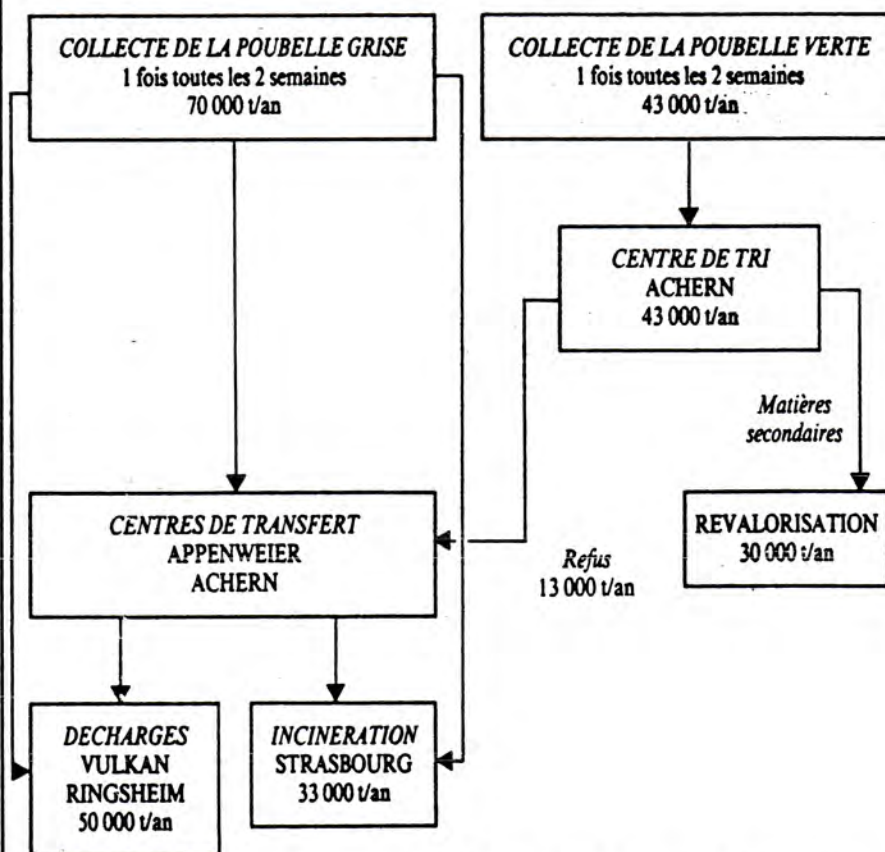 COLLECTE DE LA POUBELLE GRISE
1 fois toutes les 2 semaines
70 000 t/an
COLLECTE DE LA POUBELLE VERTE
1 fois toutes les 2 semaines
43 000 t/an
CENTRE DE TRI
ACHERN
43 000 t/an
Matières
secondaires
CENTRES DE TRANSFERT
APPENWEIER
ACHERN
Refus
13 000 t/an
REVALORISATION
30 000 t/an
DECHARGES
VULKAN
RINGSHEIM
50 000 t/an
INCINERATION
STRASBOURG
33 000 t/an